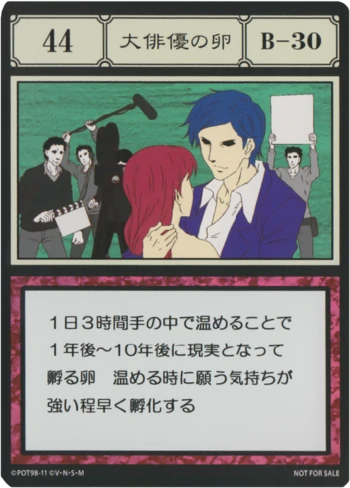 44 大俳優の卵 B-30
1日3時間手の中で温めることで
1年後〜10年後に現実となって
孵る卵　温める時に願う気持ちが
強い程早く孵化する
©POT98-11 ©V・N・S・M NOT FOR SALE